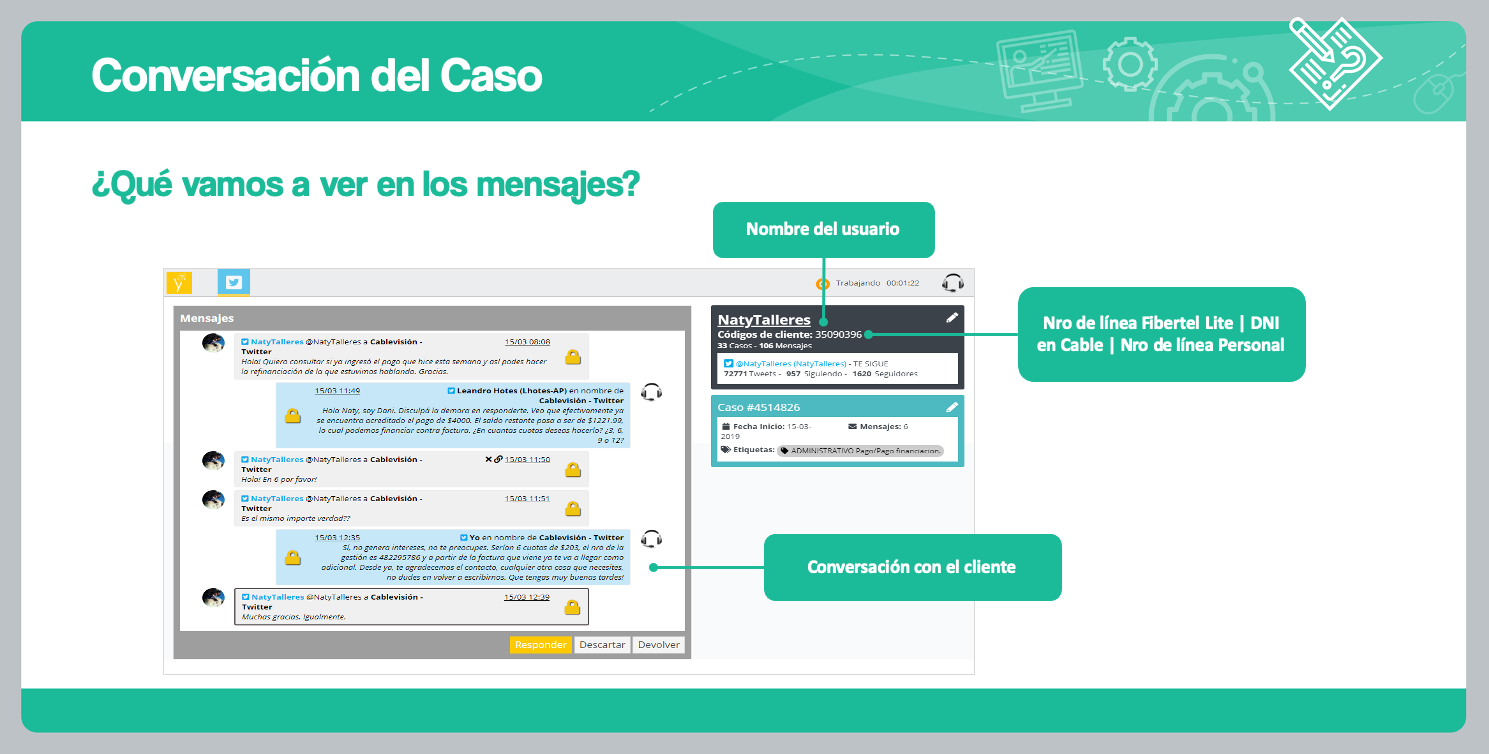 Conversación del Caso
¿Qué vamos a ver en los mensajes?
Nombre del usuario
Trabajando 00:01:22
Mensajes
NatyTalleres @NatyTalleres a Cablevisión -
Twitter
15/03 08:08
Hola! Quiero consultar si ya ingresó el pago que hice esta semana y así podes hacer
la refinanciación de lo que estuvimos hablando. Gracias.
15/03 11:49
Leandro Hotes (Lhotes-AP) en nombre de
Cablevisión - Twitter
Hola Naty, soy Dani. Disculpá la demora en responderte. Veo que efectivamente ya
se encuentra acreditado el pago de $4000. El saldo restante pasa a ser de $1221.99,
lo cual podemos financiar contra factura. ¿En cuantas cuotas deseas hacerlo? ¿3, 6,
9 o 12?
NatyTalleres @NatyTalleres a Cablevisión -
Twitter
15/03 11:50
Hola! En 6 por favor!
NatyTalleres @NatyTalleres a Cablevisión -
Twitter
15/03 11:51
Es el mismo importe verdad??
15/03 12:35
Yo en nombre de Cablevisión - Twitter
Si, no genera intereses, no te preocupes. Serían 6 cuotas de $203, el nro de la
gestión es 482295786 y a partir de la factura que viene ya te va a llegar como
adicional. Desde ya, te agradecemos el contacto, cualquier otra cosa que necesites,
no dudes en volver a escribirnos. Que tengas muy buenas tardes!
NatyTalleres @NatyTalleres a Cablevisión -
Twitter
15/03 12:39
Muchas gracias. Igualmente.
Responder
Descartar
Devolver
NatyTalleres
Códigos de cliente: 35090396
33 Casos - 106 Mensajes
@NatyTalleres (NatyTalleres) - TE SIGUE
72771 Tweets - 957 Siguiendo - 1620 Seguidores
Caso #4514826
Fecha Inicio: 15-03-
2019
Mensajes: 6
Etiquetas: ADMINISTRATIVO Pago/Pago financiacion.
Nro de línea Fibertel Lite | DNI
en Cable | Nro de línea Personal
Conversación con el cliente